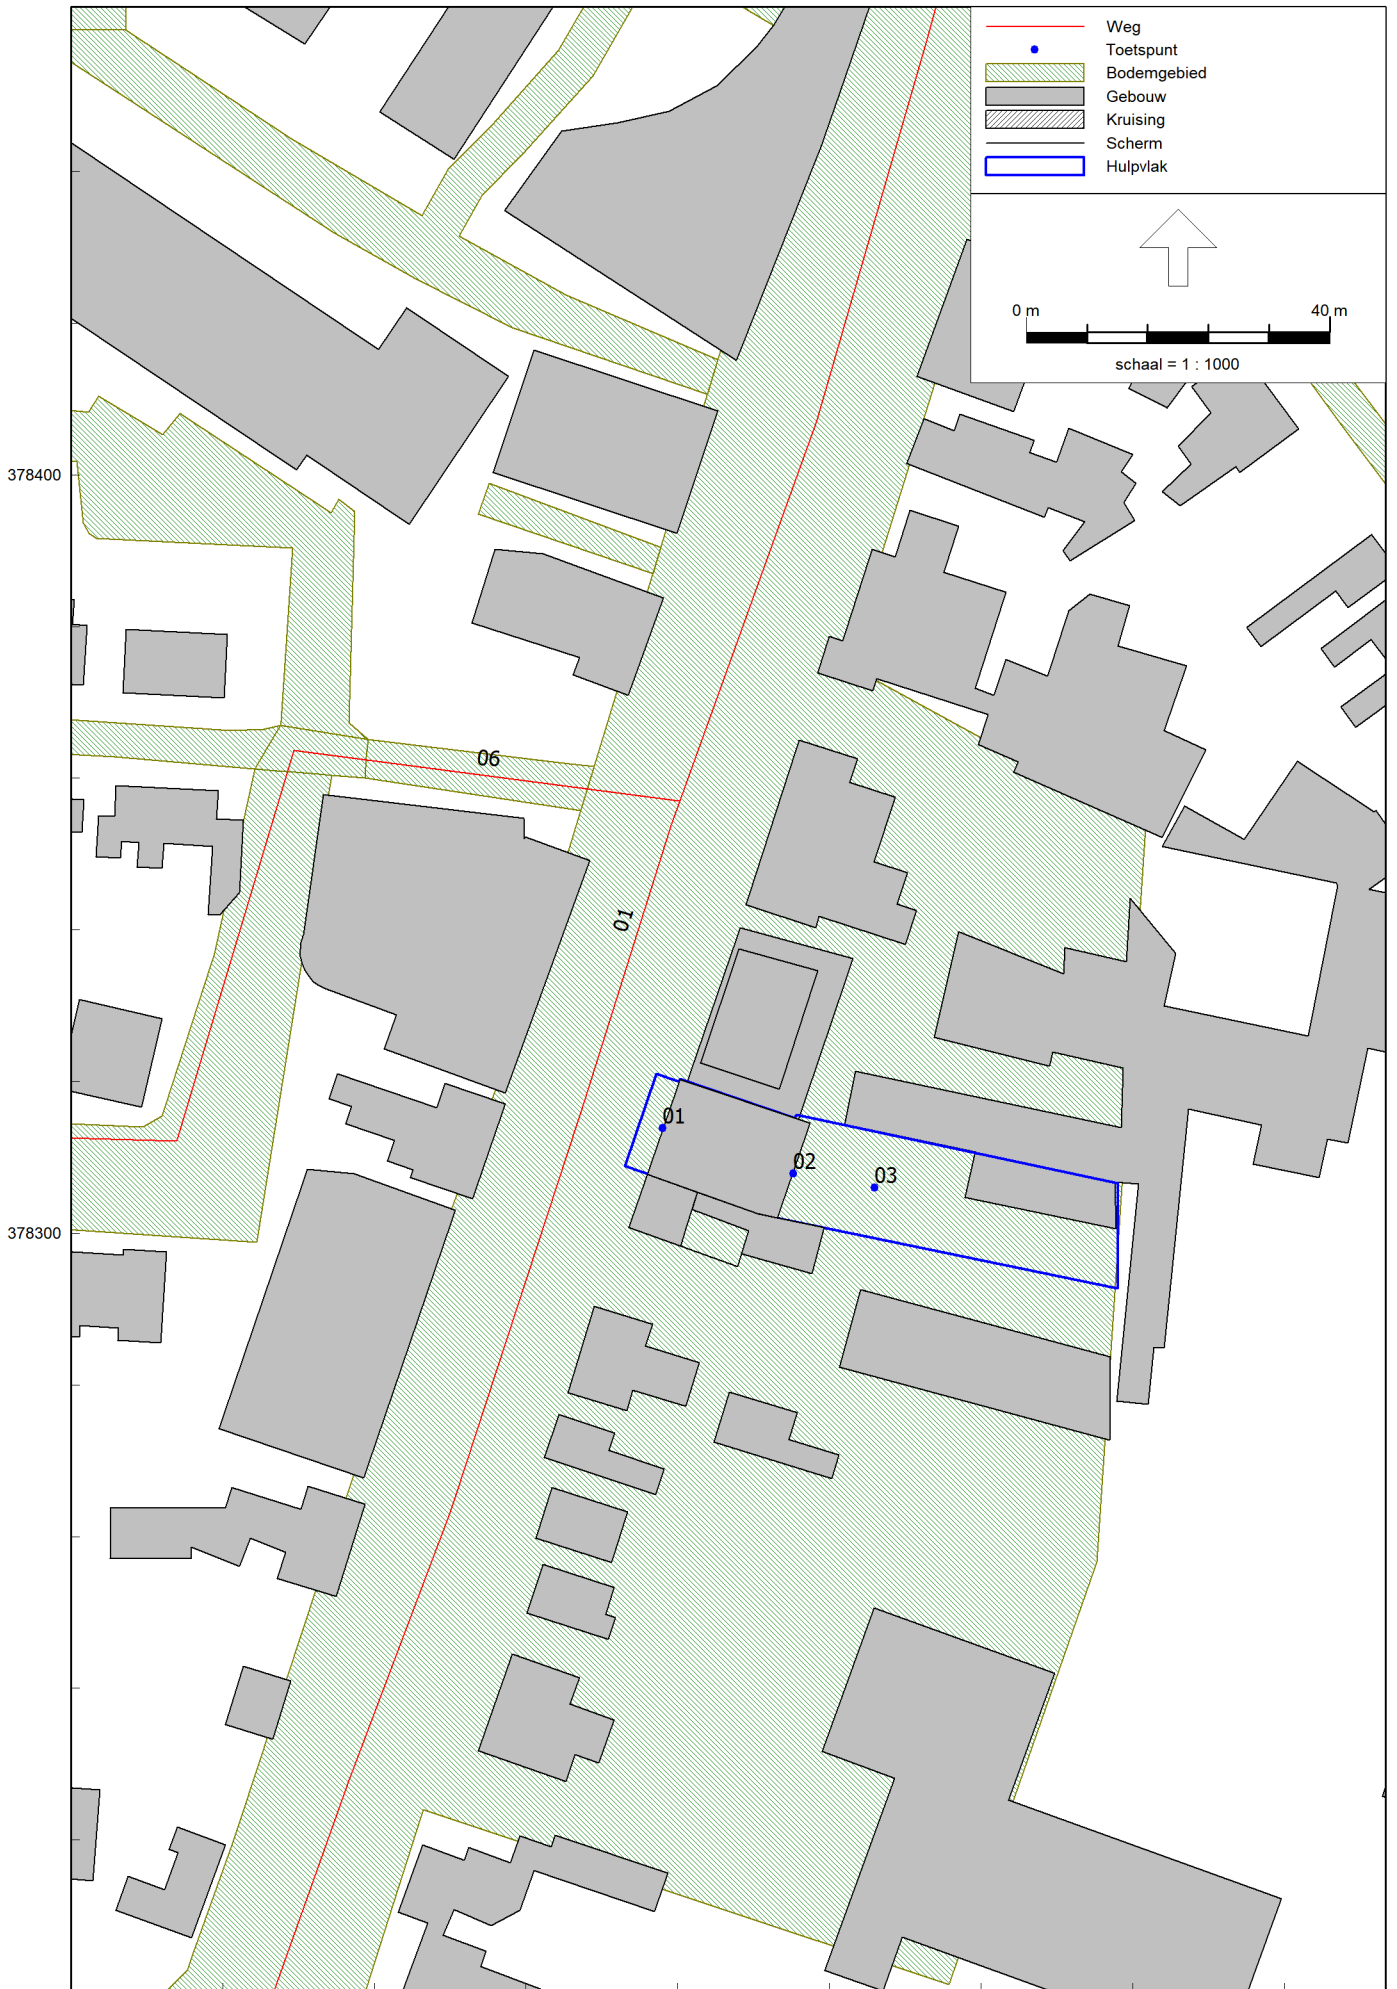 Weg
Toetspunt
Bodemgebied
Gebouw
Kruising
Scherm
Hulpvlak
0 m 40 m
schaal = 1 : 1000
378400
06
01
01
02
03
378300